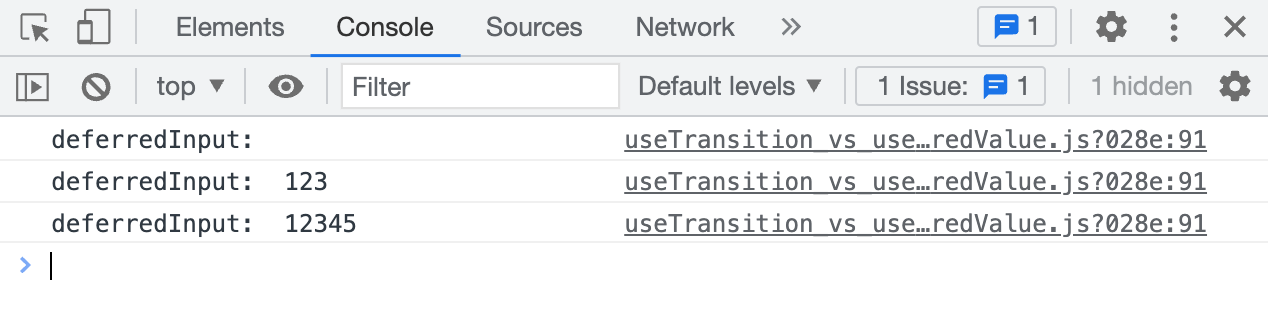 Elements Console Sources Network » 1
top ▼ Filter Default levels ▼ 1 Issue: 1 1 hidden
deferredInput: useTransition_vs_use…redValue.js?028e:91
deferredInput: 123 useTransition_vs_use…redValue.js?028e:91
deferredInput: 12345 useTransition_vs_use…redValue.js?028e:91
>